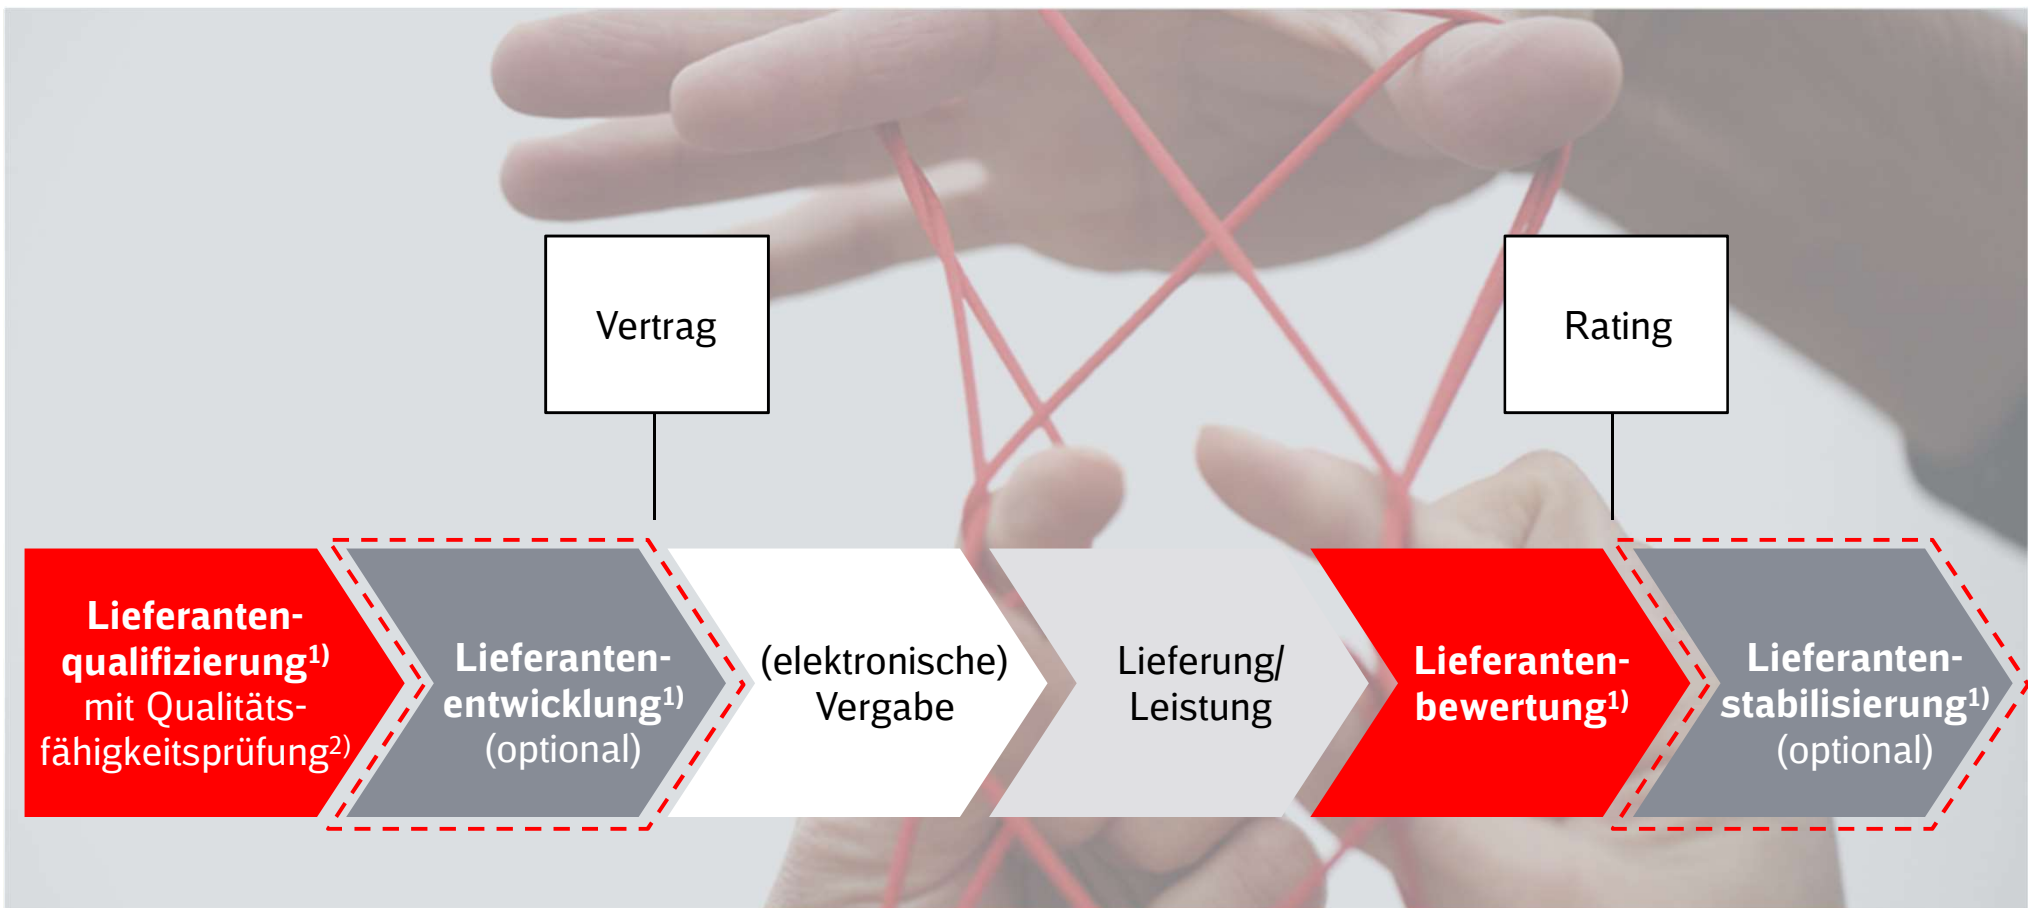 Vertrag
Rating
Lieferanten-
qualifizierung1)
mit Qualitäts-
fähigkeitsprüfung2)
Lieferanten-
entwicklung1)
(optional)
(elektronische)
Vergabe
Lieferung/
Leistung
Lieferanten-
bewertung1)
Lieferanten-
stabilisierung1)
(optional)